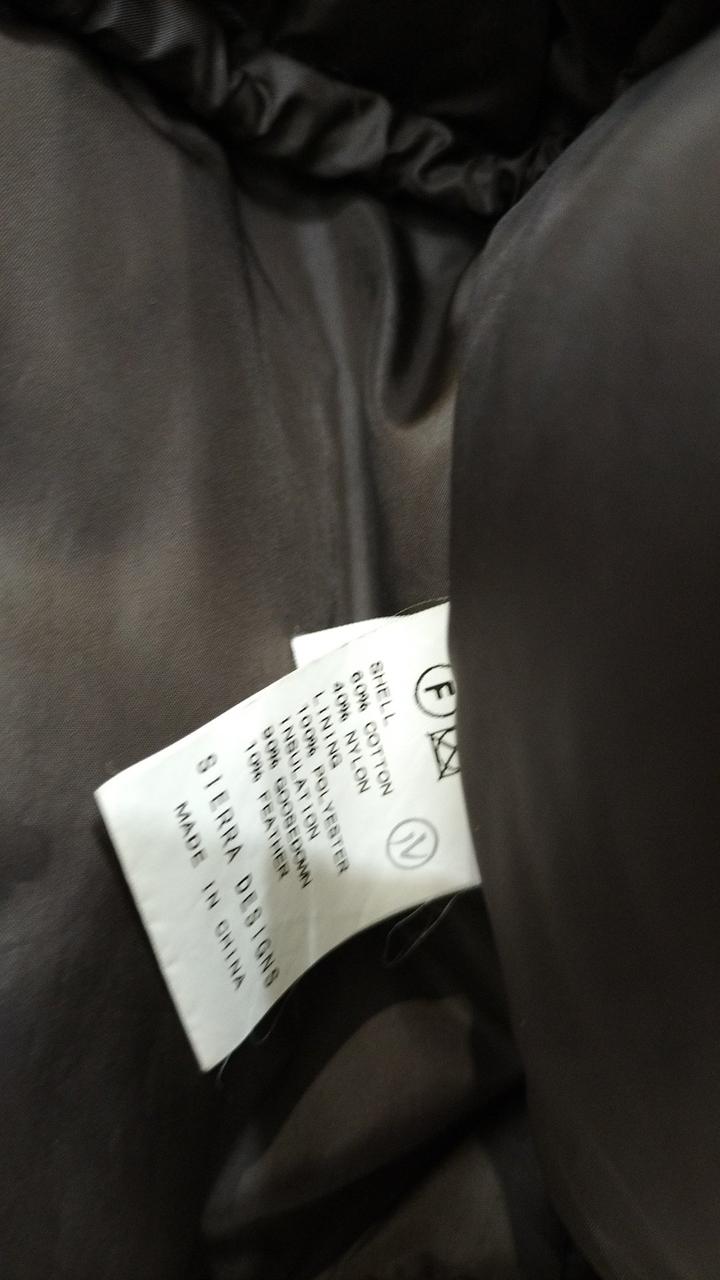 F
SHELL
60% COTTON
40% NYLON
LINING
100% POLYESTER
INSULATION
90% GOOSEDOWN
10% FEATHER
SIERRA DESIGNS
MADE IN CHINA